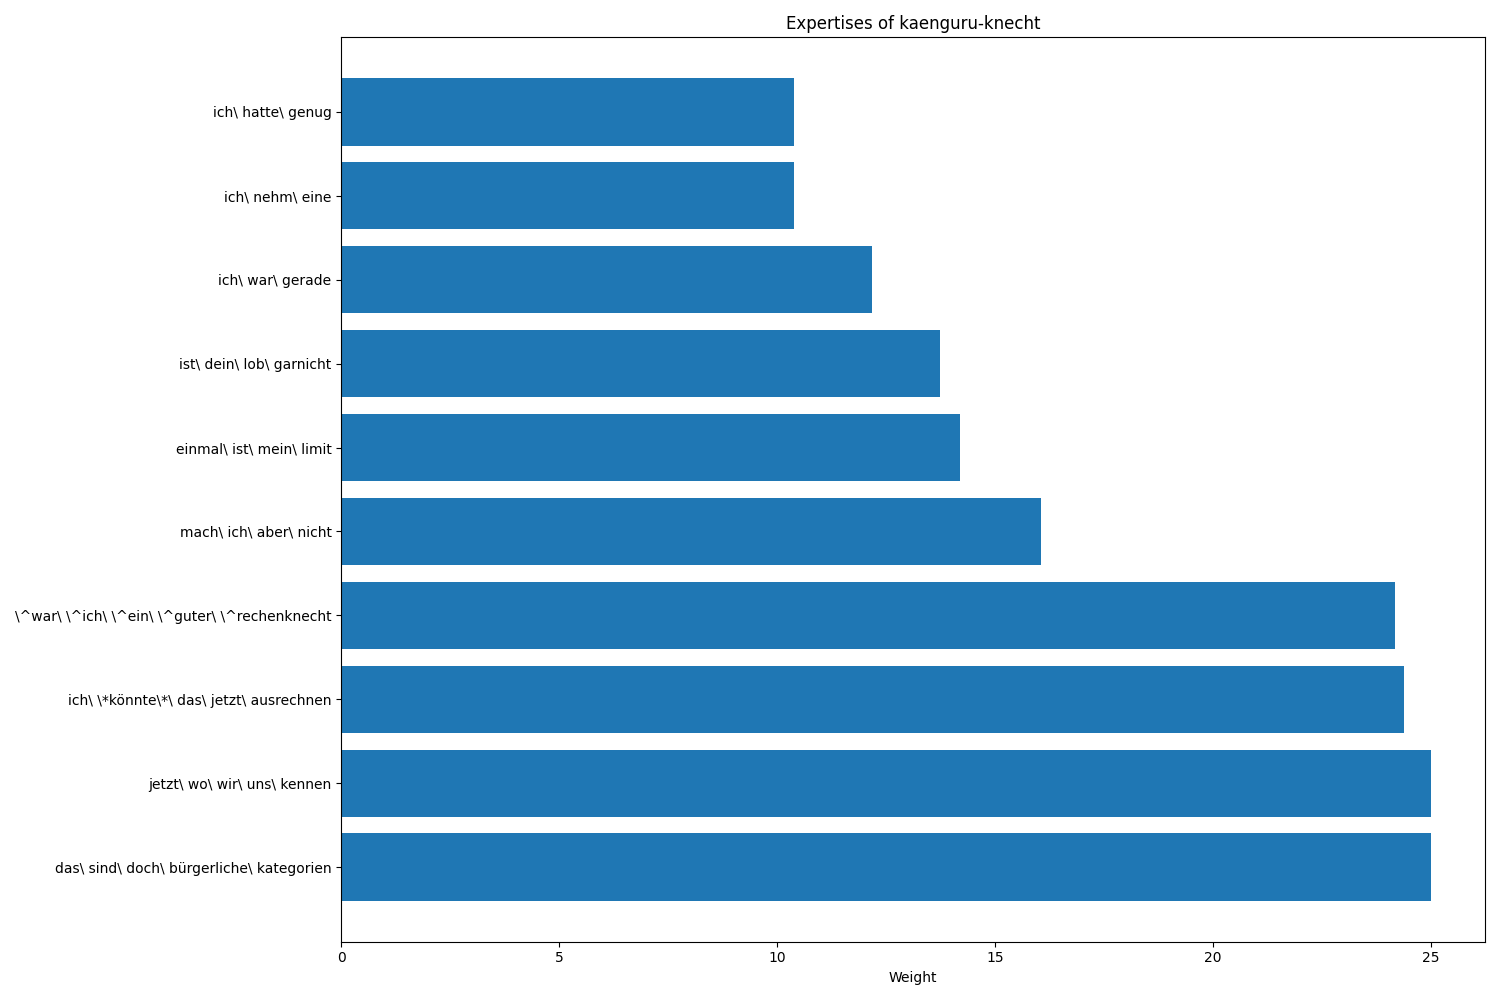 Expertises of kaenguru-knecht
ich\ hatte\ genug
ich\ nehm\ eine
ich\ war\ gerade
ist\ dein\ lob\ garnicht
einmal\ ist\ mein\ limit
mach\ ich\ aber\ nicht
\^war\ \^ich\ \^ein\ \^guter\ \^rechenknecht
ich\ \*könnte\*\ das\ jetzt\ ausrechnen
jetzt\ wo\ wir\ uns\ kennen
das\ sind\ doch\ bürgerliche\ kategorien
0 5 10 15 20 25
Weight